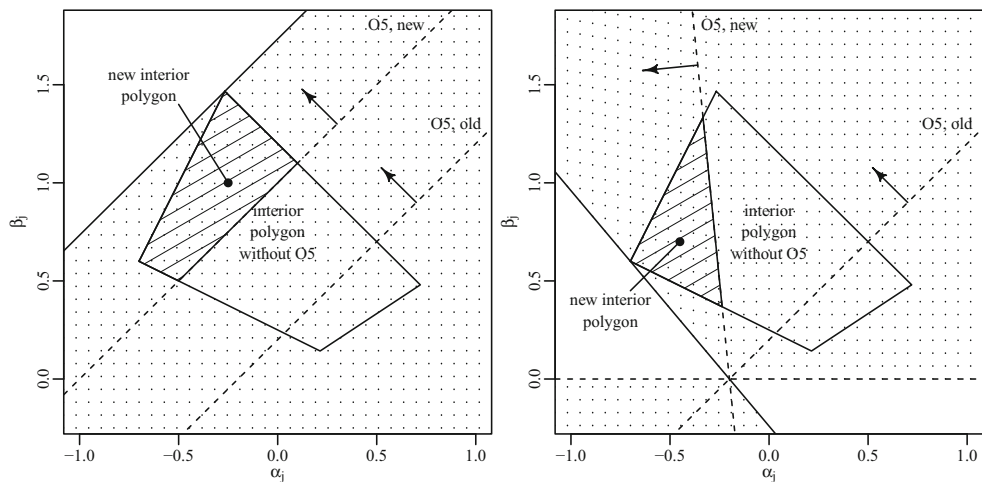 O5, new
new interior
polygon
O5, old
interior
polygon
without O5
1.5
1.0
0.5
0.0
βj
−1.0
−0.5
0.0
0.5
1.0
αj
O5, new
O5, old
interior
polygon
without O5
new interior
polygon
1.5
1.0
0.5
0.0
βj
−1.0
−0.5
0.0
0.5
1.0
αj